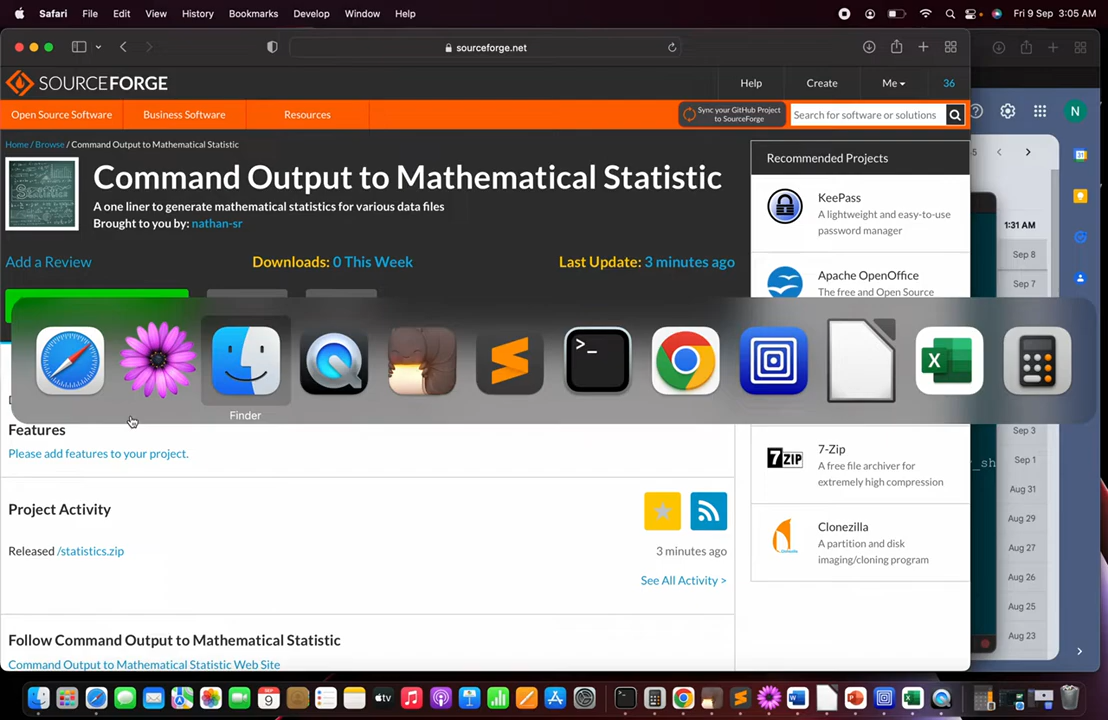 Safari File Edit View History Bookmarks Develop Window Help
Fri 9 Sep 3:05 AM
sourceforge.net
SOURCEFORGE
Help Create Me 36
Open Source Software Business Software Resources
Sync your GitHub Project
to SourceForge
Search for software or solutions
N
Home / Browse / Command Output to Mathematical Statistic
Command Output to Mathematical Statistic
A one liner to generate mathematical statistics for various data files
Brought to you by: nathan-sr
Add a Review
Downloads: 0 This Week
Last Update: 3 minutes ago
Recommended Projects
KeePass
A lightweight and easy-to-use
password manager
Apache OpenOffice
The free and Open Source
1:31 AM
Sep 8
Sep 7
Finder
Features
Please add features to your project.
7ZIP
7-Zip
A free file archiver for
extremely high compression
Clonezilla
A partition and disk
imaging/cloning program
Sep 3
Sep 1
Aug 31
Aug 29
Aug 27
Aug 26
Aug 25
Aug 23
_sh
Project Activity
Released /statistics.zip
3 minutes ago
See All Activity >
Follow Command Output to Mathematical Statistic
Command Output to Mathematical Statistic Web Site